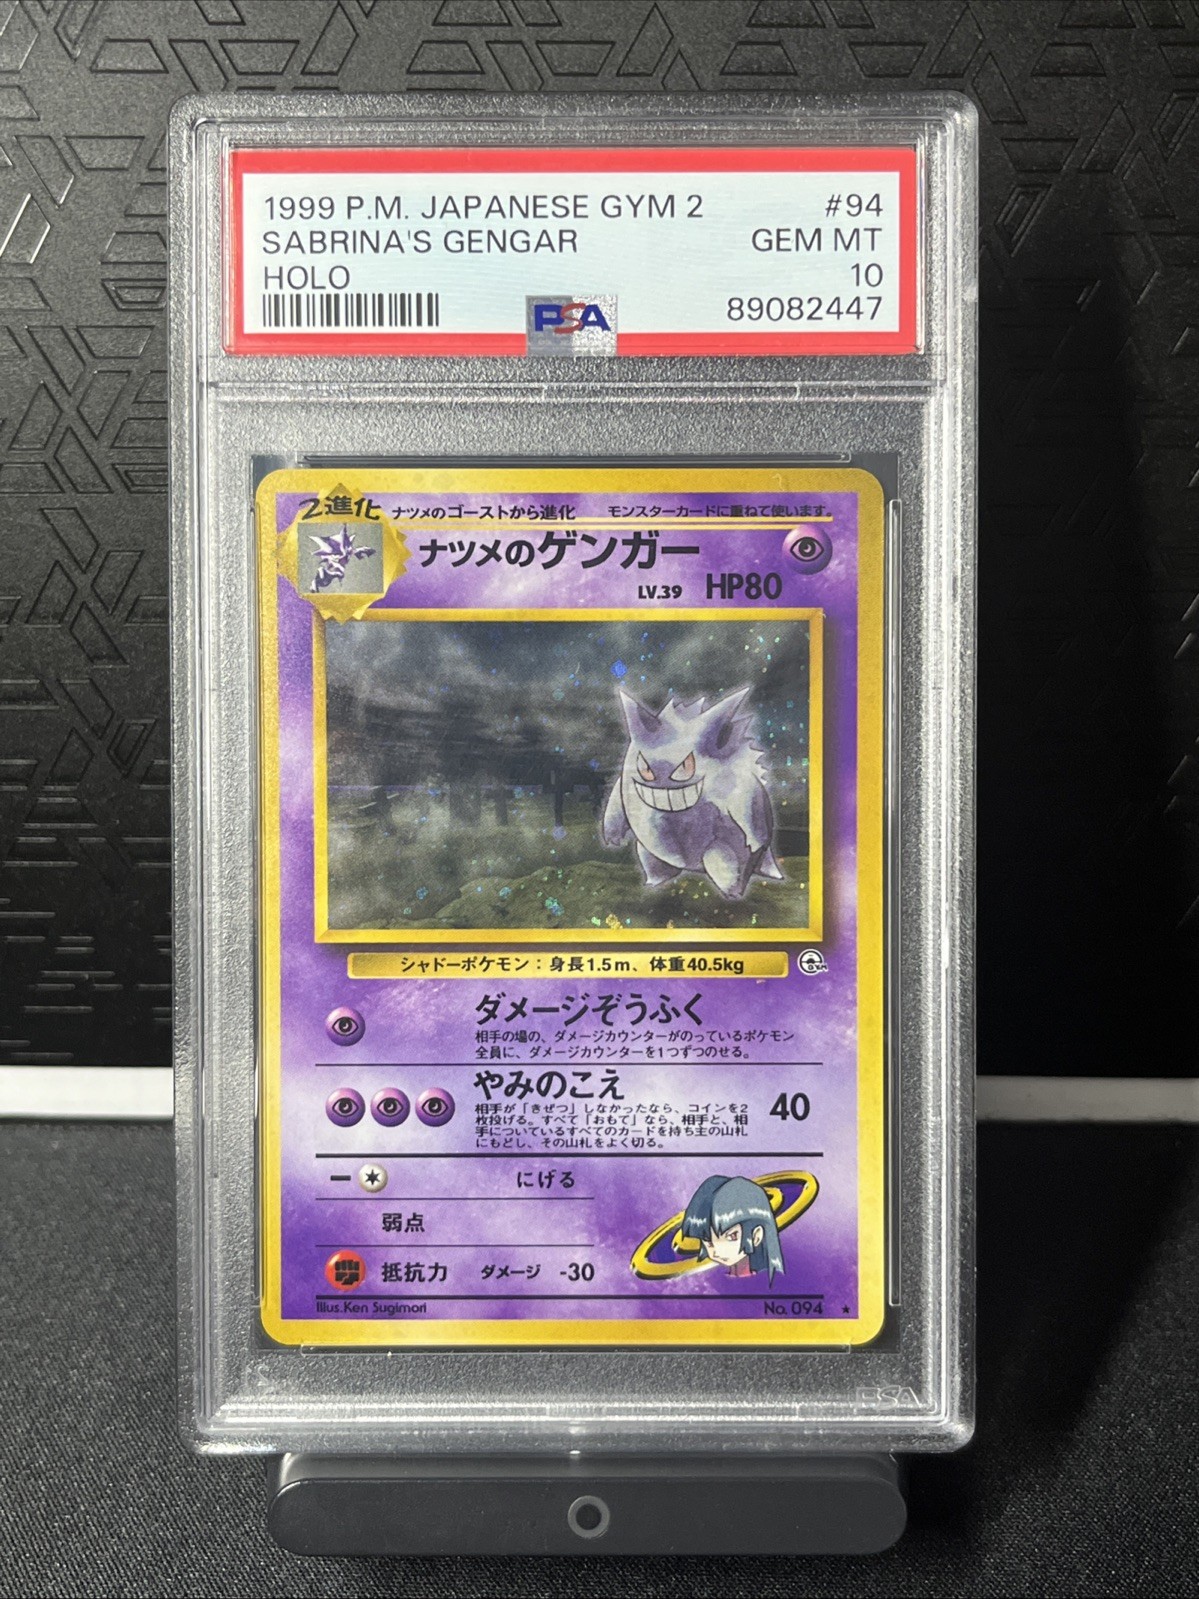 1999 P.M. JAPANESE GYM 2 #94
SABRINA'S GENGAR GEM MT
HOLO 10
PSA 89082447
2進化 ナツメのゴーストから進化 モンスターカードに重ねて使います。
ナツメのゲンガー
LV.39 HP80
シャドーポケモン：身長1.5m、体重40.5kg
GYM
ダメージぞうふく
相手の場の、ダメージカウンターがのっているポケモン
全員に、ダメージカウンターを1つずつのせる。
やみのこえ 40
相手が「きぜつ」しなかったなら、コインを2
枚投げる。すべて「おもて」なら、相手と、相
手についているすべてのカードを持ち主の山札
にもどし、その山札をよく切る。
にげる
弱点
抵抗力 ダメージ -30
Illus.Ken Sugimori No. 094 ★
PSA